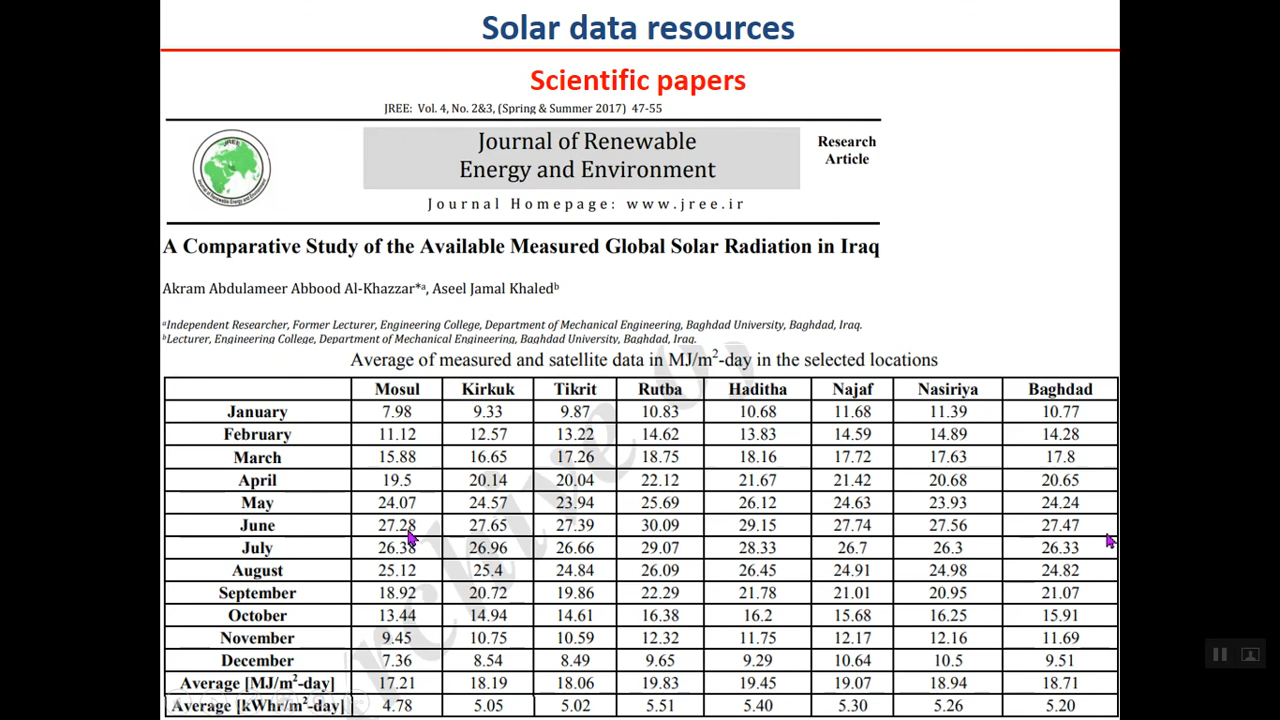 Solar data resources
Scientific papers
JREE: Vol. 4, No. 2&3, (Spring & Summer 2017) 47-55
JREE
Journal of Renewable
Energy and Environment
Research
Article
Journal Homepage: www.jree.ir
A Comparative Study of the Available Measured Global Solar Radiation in Iraq
Akram Abdulameer Abbood Al-Khazzar*ᵃ, Aseel Jamal Khaledᵇ
ᵃIndependent Researcher, Former Lecturer, Engineering College, Department of Mechanical Engineering, Baghdad University, Baghdad, Iraq.
ᵇLecturer, Engineering College, Department of Mechanical Engineering, Baghdad University, Baghdad, Iraq.
Average of measured and satellite data in MJ/m²-day in the selected locations
Mosul Kirkuk Tikrit Rutba Haditha Najaf Nasiriya Baghdad
January 7.98 9.33 9.87 10.83 10.68 11.68 11.39 10.77
February 11.12 12.57 13.22 14.62 13.83 14.59 14.89 14.28
March 15.88 16.65 17.26 18.75 18.16 17.72 17.63 17.8
April 19.5 20.14 20.04 22.12 21.67 21.42 20.68 20.65
May 24.07 24.57 23.94 25.69 26.12 24.63 23.93 24.24
June 27.28 27.65 27.39 30.09 29.15 27.74 27.56 27.47
July 26.38 26.96 26.66 29.07 28.33 26.7 26.3 26.33
August 25.12 25.4 24.84 26.09 26.45 24.91 24.98 24.82
September 18.92 20.72 19.86 22.29 21.78 21.01 20.95 21.07
October 13.44 14.94 14.61 16.38 16.2 15.68 16.25 15.91
November 9.45 10.75 10.59 12.32 11.75 12.17 12.16 11.69
December 7.36 8.54 8.49 9.65 9.29 10.64 10.5 9.51
Average [MJ/m²-day] 17.21 18.19 18.06 19.83 19.45 19.07 18.94 18.71
Average [kWhr/m²-day] 4.78 5.05 5.02 5.51 5.40 5.30 5.26 5.20